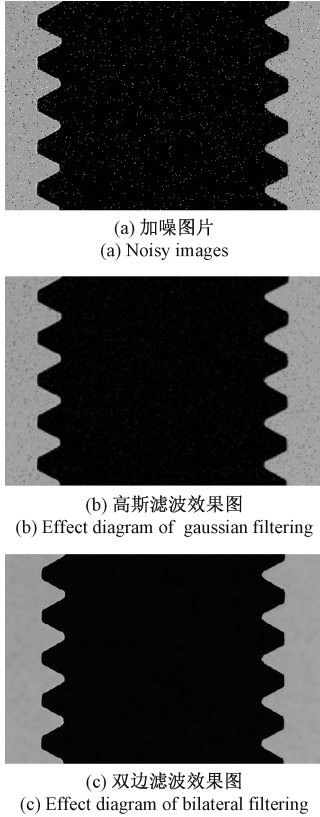 (a) 加噪图片
(a) Noisy images
(b) 高斯滤波效果图
(b) Effect diagram of gaussian filtering
(c) 双边滤波效果图
(c) Effect diagram of bilateral filtering